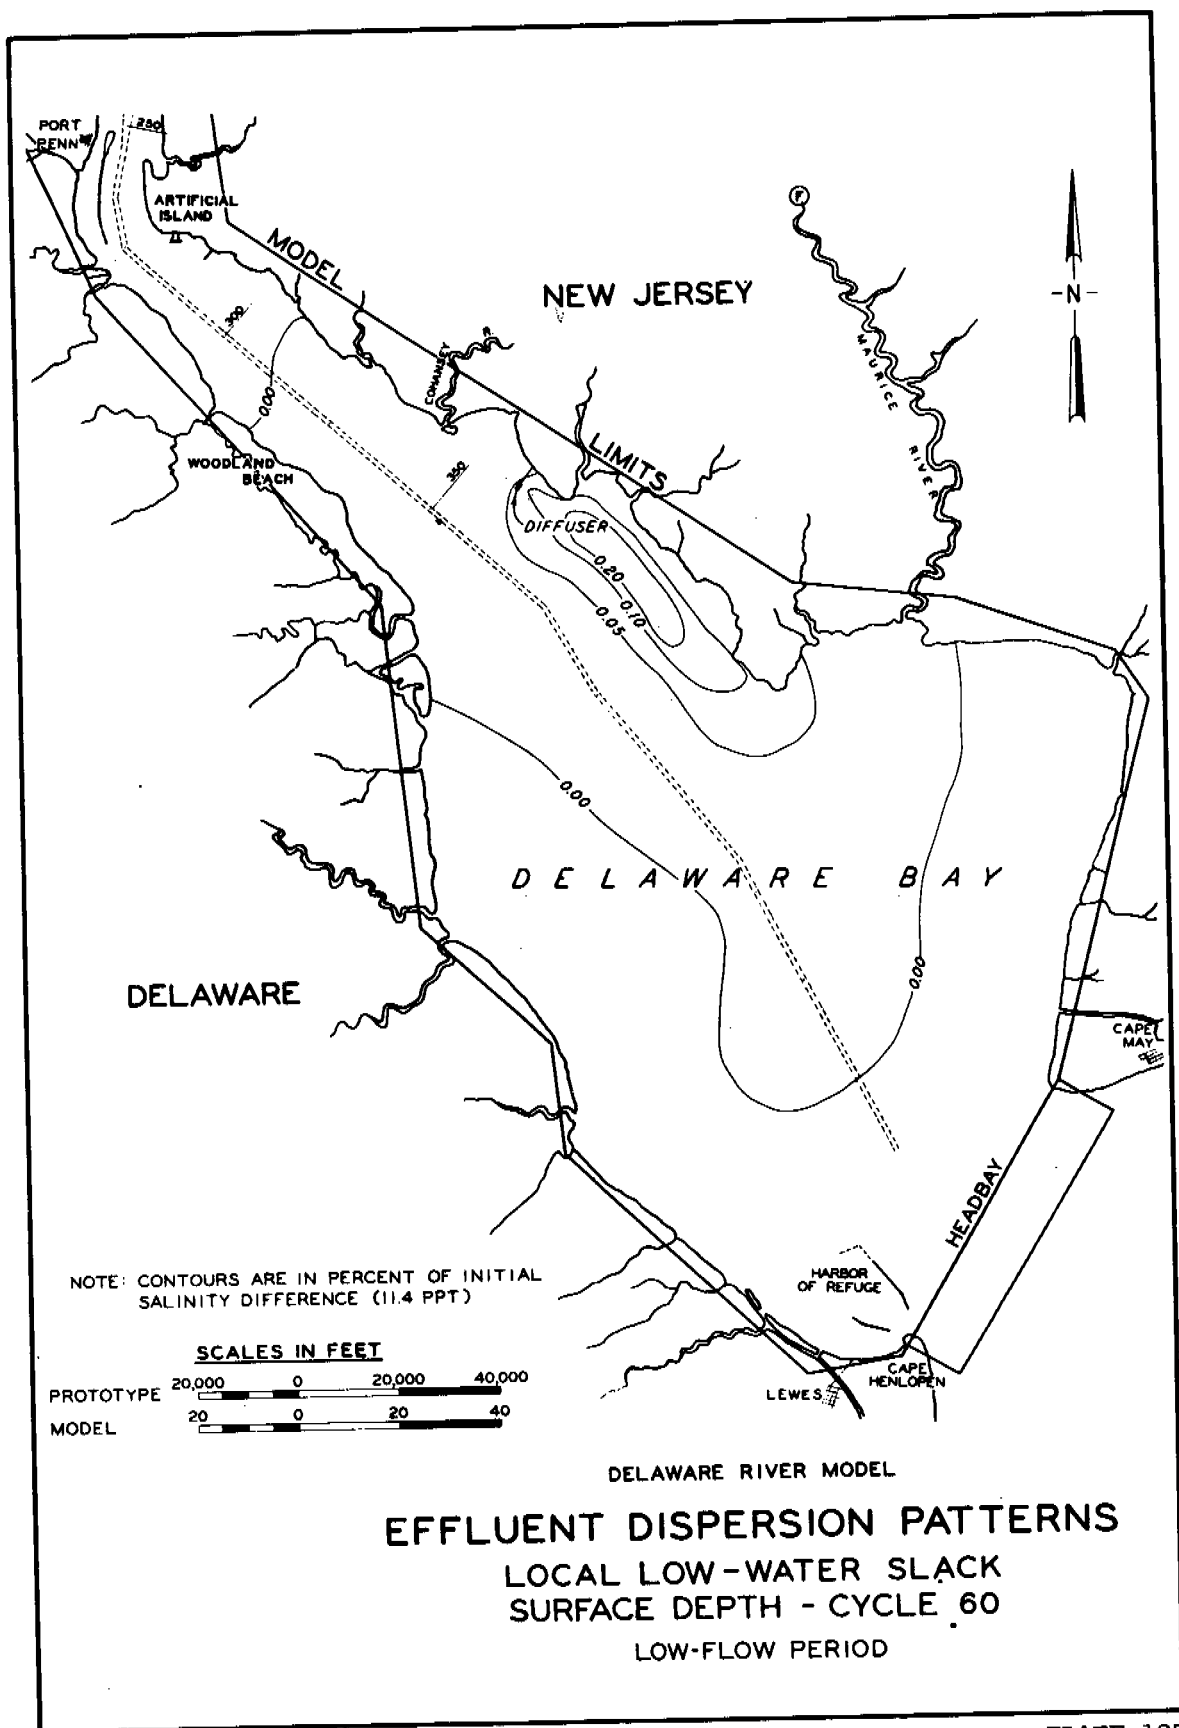 PORT
PENN
250
ARTIFICIAL
ISLAND
MODEL
LIMITS
NEW JERSEY
F
MAURICE
RIVER
-N-
300
0.00
COHANSEY
WOODLAND
BEACH
350
DIFFUSER
0.20
0.10
0.05
0.00
DELAWARE BAY
0.00
DELAWARE
CAPE
MAY
HEADBAY
HARBOR
OF REFUGE
CAPE
HENLOPEN
LEWES
NOTE: CONTOURS ARE IN PERCENT OF INITIAL
SALINITY DIFFERENCE (11.4 PPT)
SCALES IN FEET
PROTOTYPE 20,000 0 20,000 40,000
MODEL 20 0 20 40
DELAWARE RIVER MODEL
EFFLUENT DISPERSION PATTERNS
LOCAL LOW-WATER SLACK
SURFACE DEPTH - CYCLE 60
LOW-FLOW PERIOD